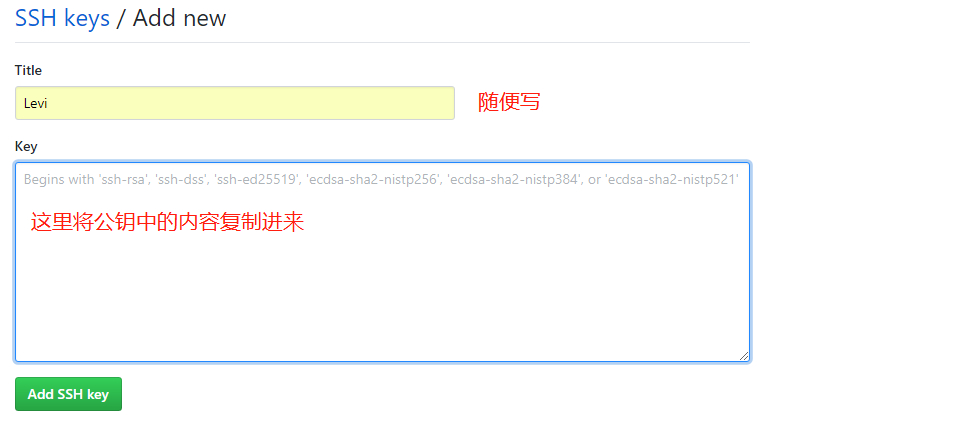 SSH keys / Add new
Title
Levi
随便写
Key
Begins with 'ssh-rsa', 'ssh-dss', 'ssh-ed25519', 'ecdsa-sha2-nistp256', 'ecdsa-sha2-nistp384', or 'ecdsa-sha2-nistp521'
这里将公钥中的内容复制进来
Add SSH key